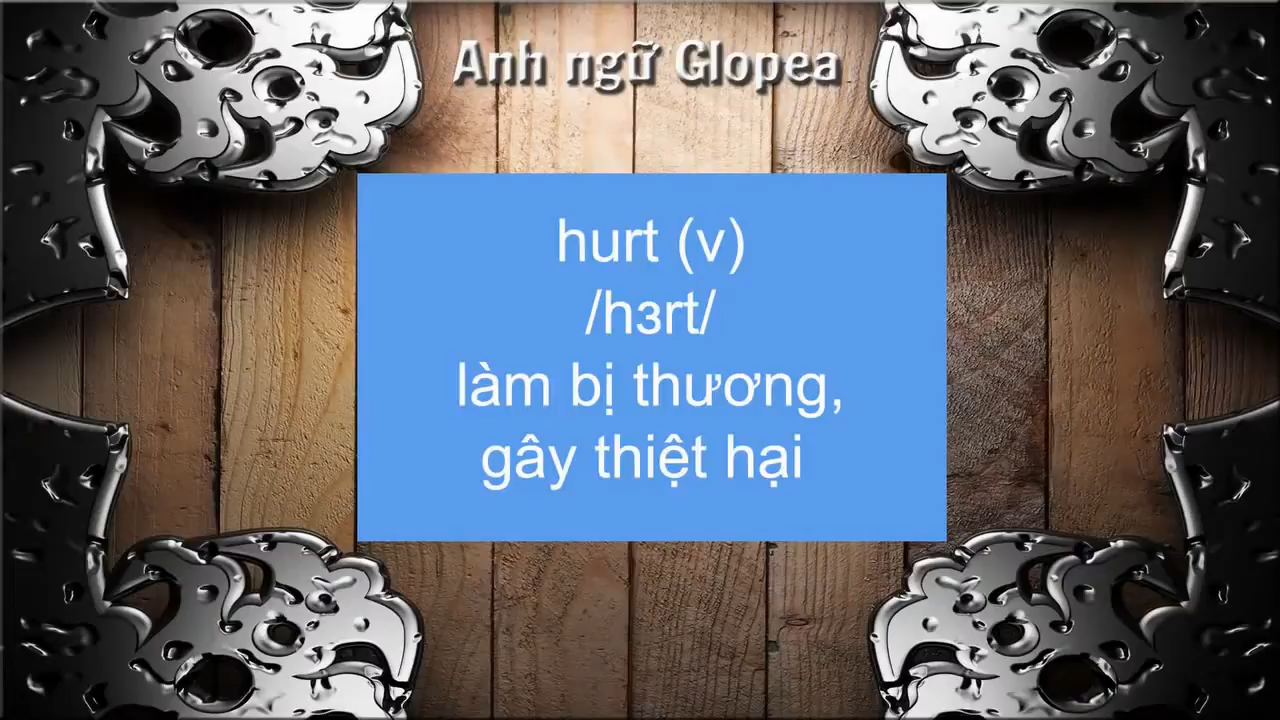 Anh ngữ Glopea
hurt (v)
/hɜrt/
làm bị thương,
gây thiệt hại